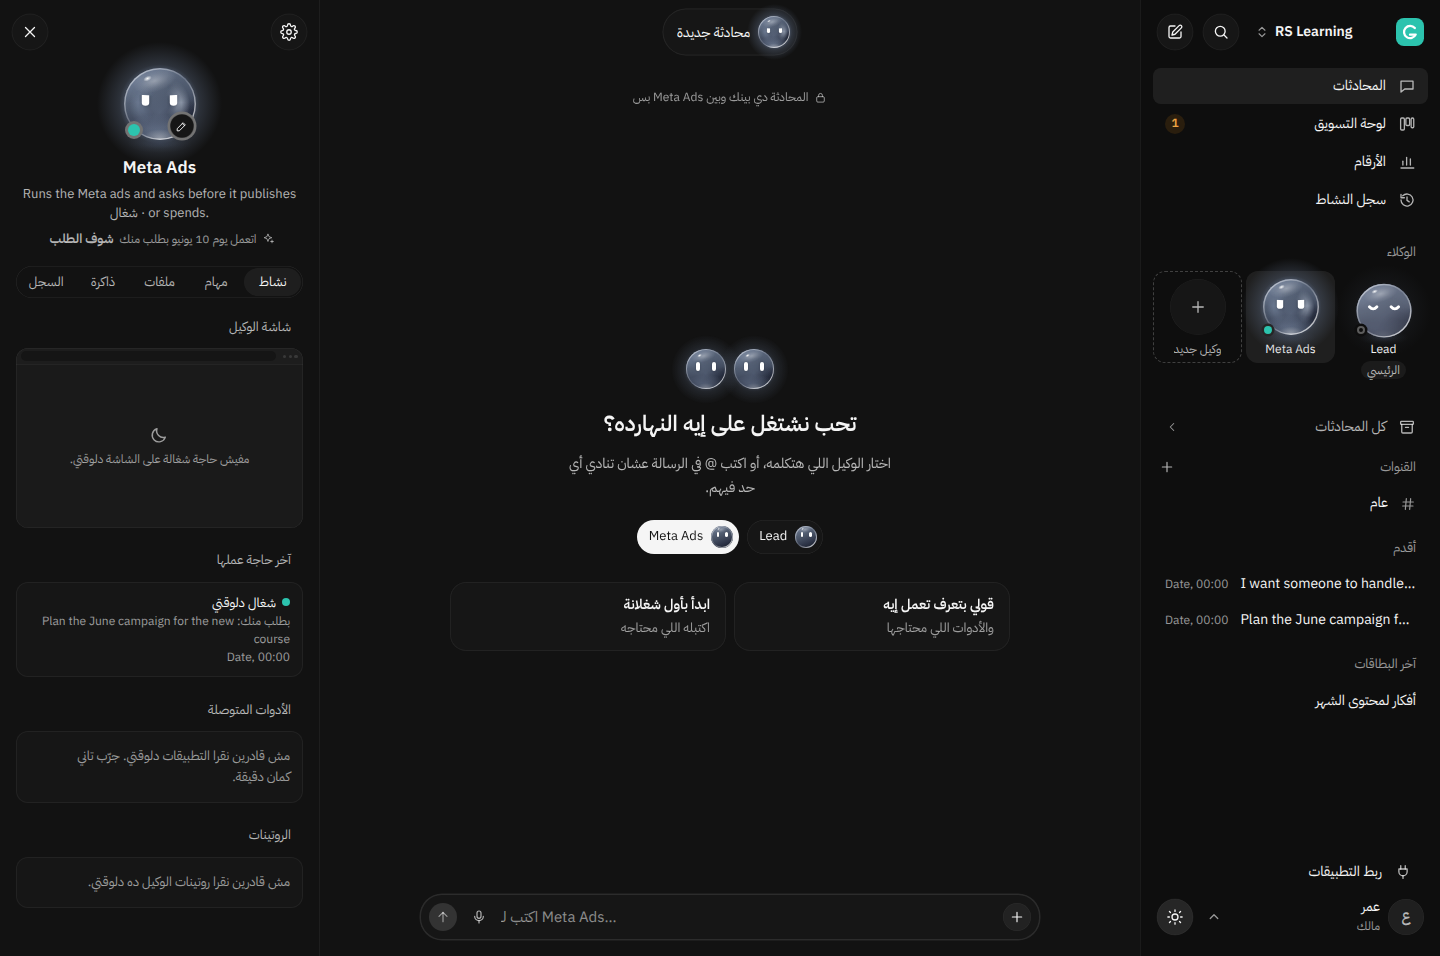 RS Learning
المحادثات
لوحة التسويق
1
الأرقام
سجل النشاط
الوكلاء
Lead
الرئيسي
Meta Ads
وكيل جديد
كل المحادثات
القنوات
عام
أقدم
I want someone to handle...
Date, 00:00
Plan the June campaign f...
Date, 00:00
آخر البطاقات
أفكار لمحتوى الشهر
ربط التطبيقات
ع
عمر
مالك
محادثة جديدة
المحادثة دي بينك وبين Meta Ads بس
تحب نشتغل على إيه النهارده؟
اختار الوكيل اللي هتكلمه، أو اكتب @ في الرسالة عشان تنادي أي
حد فيهم.
Lead
Meta Ads
قولي بتعرف تعمل إيه
والأدوات اللي محتاجها
ابدأ بأول شغلانة
اكتبله اللي محتاجه
اكتب لـ Meta Ads...
Meta Ads
Runs the Meta ads and asks before it publishes
or spends. · شغال
اتعمل يوم 10 يونيو بطلب منك شوف الطلب
نشاط
مهام
ملفات
ذاكرة
السجل
شاشة الوكيل
مفيش حاجة شغالة على الشاشة دلوقتي.
آخر حاجة عملها
شغال دلوقتي
بطلب منك: Plan the June campaign for the new
course
Date, 00:00
الأدوات المتوصلة
مش قادرين نقرا التطبيقات دلوقتي. جرّب تاني
كمان دقيقة.
الروتينات
مش قادرين نقرا روتينات الوكيل ده دلوقتي.